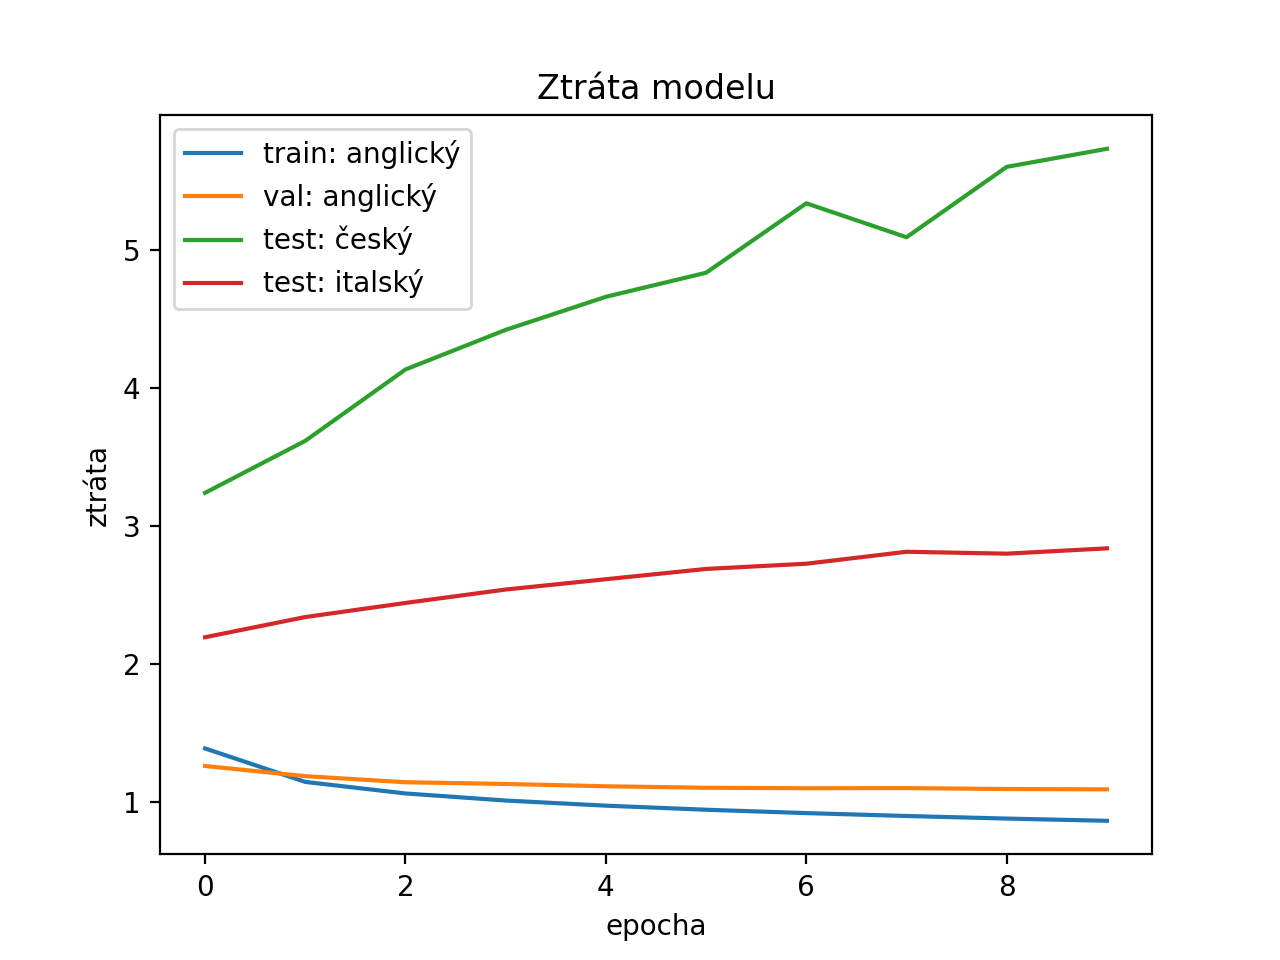 Ztráta modelu
train: anglický
val: anglický
test: český
test: italský
5
4
3
2
1
ztráta
0 2 4 6 8
epocha